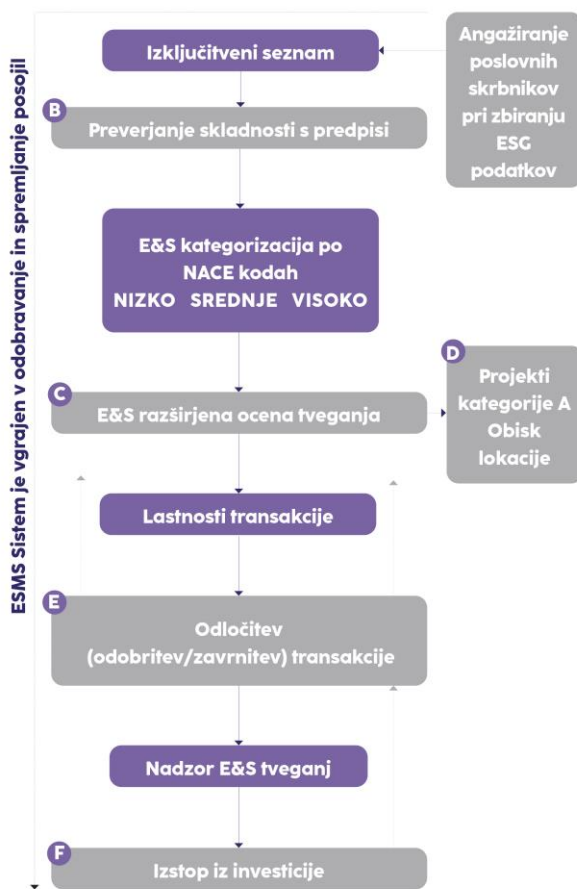 ESMS Sistem je vgrajen v odobravanje in spremljanje posojil
Izključitveni seznam
Angažiranje
poslovnih
skrbnikov
pri zbiranju
ESG
podatkov
B
Preverjanje skladnosti s predpisi
E&S kategorizacija po
NACE kodah
NIZKO SREDNJE VISOKO
D
Projekti
kategorije A
Obisk
lokacije
C
E&S razširjena ocena tveganja
Lastnosti transakcije
E
Odločitev
(odobritev/zavrnitev) transakcije
Nadzor E&S tveganj
F
Izstop iz investicije